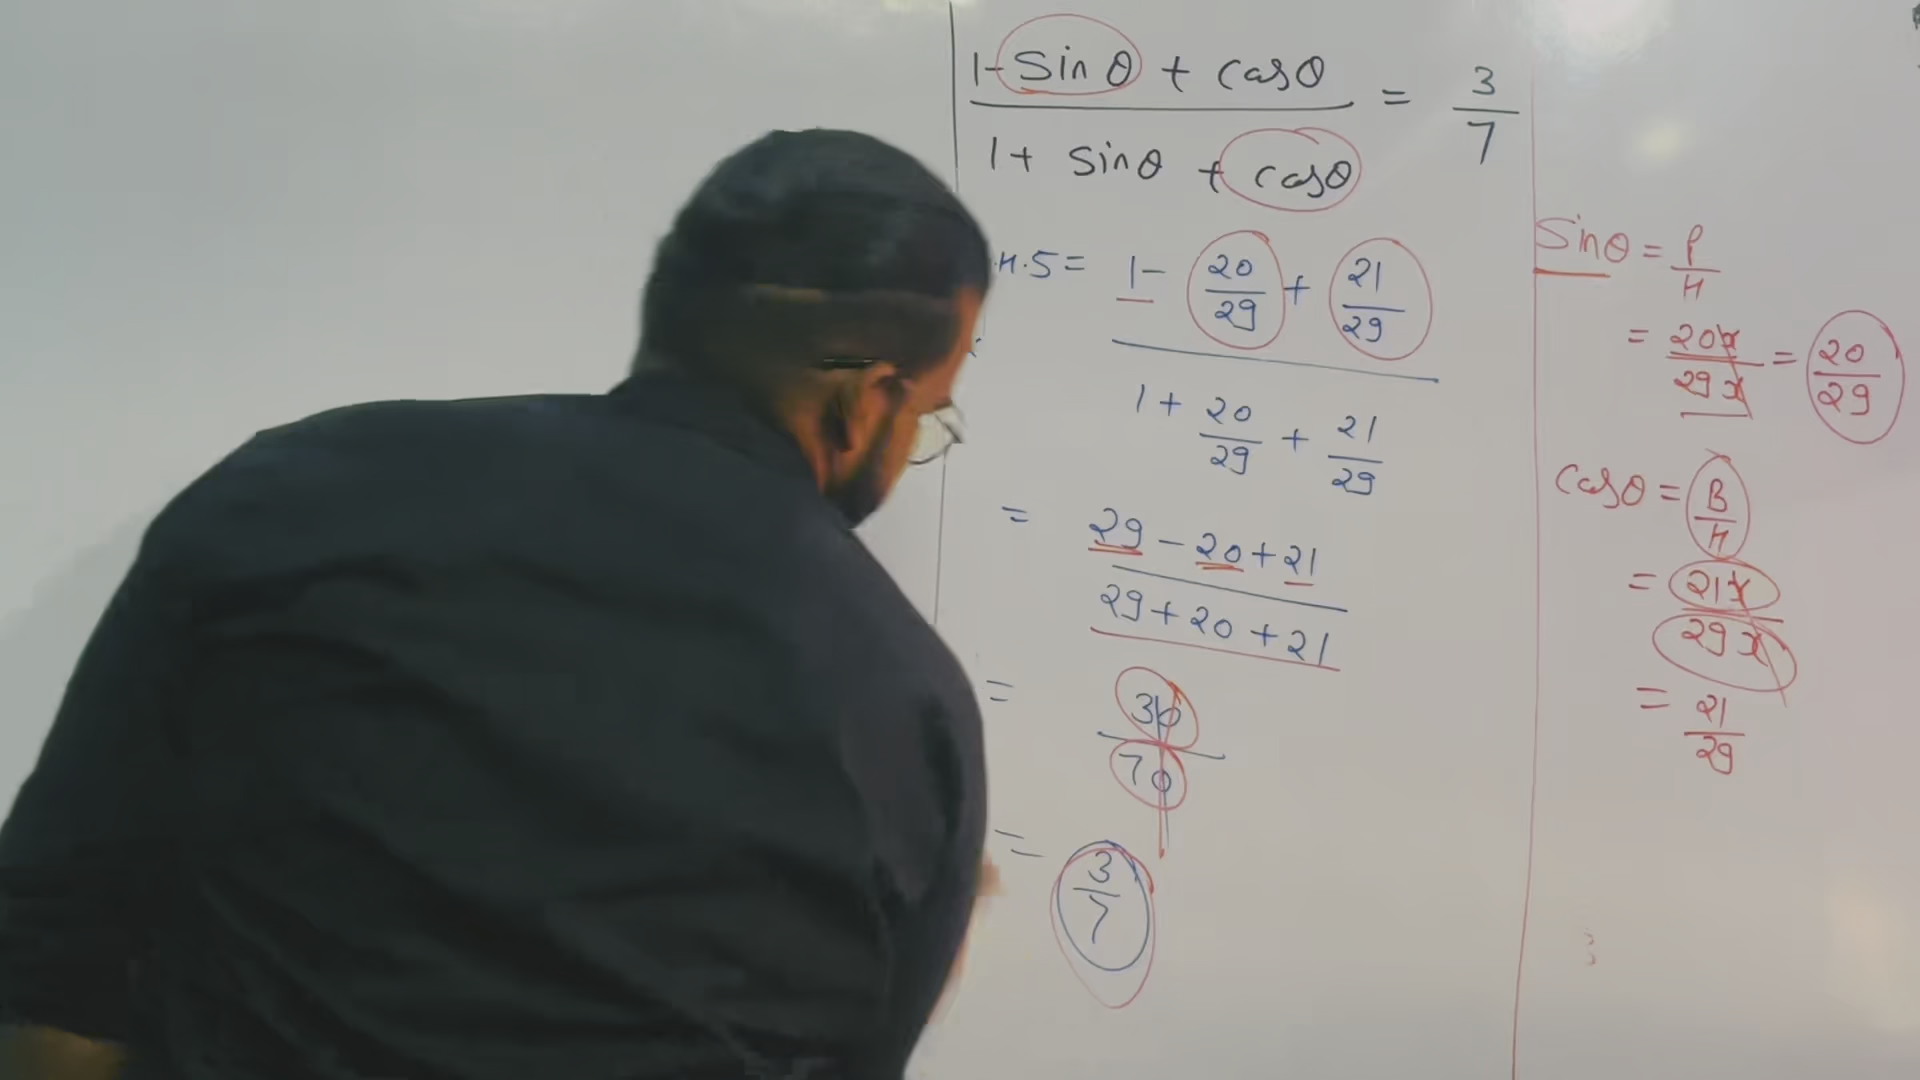 1 - Sin θ + cos θ / 1 + sin θ + cos θ = 3/7
.H.S = 1 - 20/29 + 21/29 / 1 + 20/29 + 21/29
= 29 - 20 + 21 / 29 + 20 + 21
= 30/70
= 3/7
Sin θ = P/H
= 20x/29x = 20/29
cos θ = B/H
= 21x/29x
= 21/29